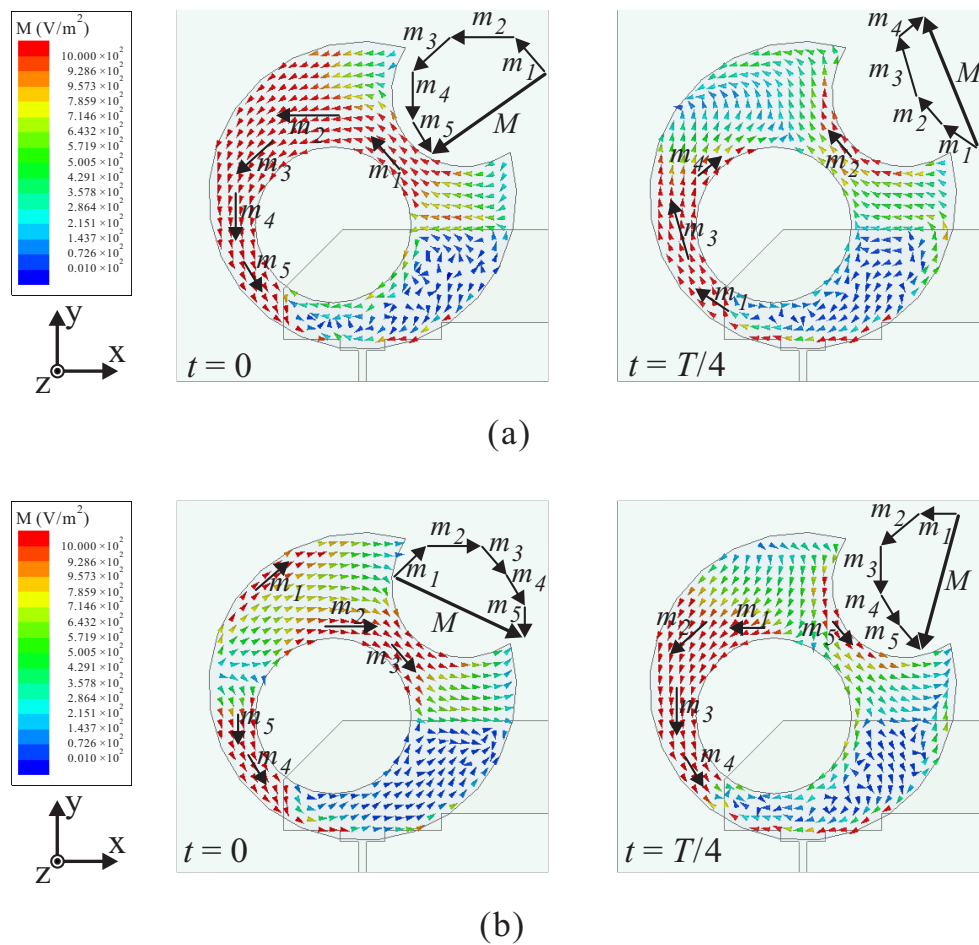 M (V/m²)
10.000 ×10²
9.286 ×10²
9.573 ×10²
7.859 ×10²
7.146 ×10²
6.432 ×10²
5.719 ×10²
5.005 ×10²
4.291 ×10²
3.578 ×10²
2.864 ×10²
2.151 ×10²
1.437 ×10²
0.726 ×10²
0.010 ×10²
y
x
z
m₃ m₂
m₁
m₄
m₅ M
m₂
m₃ m₁
m₄
m₅
t = 0
m₄
m₃ M
m₂
m₁
m₂
m₄
m₃
m₁
t = T/4
(a)
M (V/m²)
10.000 ×10²
9.286 ×10²
9.573 ×10²
7.859 ×10²
7.146 ×10²
6.432 ×10²
5.719 ×10²
5.005 ×10²
4.291 ×10²
3.578 ×10²
2.864 ×10²
2.151 ×10²
1.437 ×10²
0.726 ×10²
0.010 ×10²
y
x
z
m₂ m₃
m₁ m₄
M m₅
m₁
m₂
m₃
m₅
m₄
t = 0
m₂ m₁
m₃
m₄ M
m₅
m₂ m₁ m₅
m₃
m₄
t = T/4
(b)